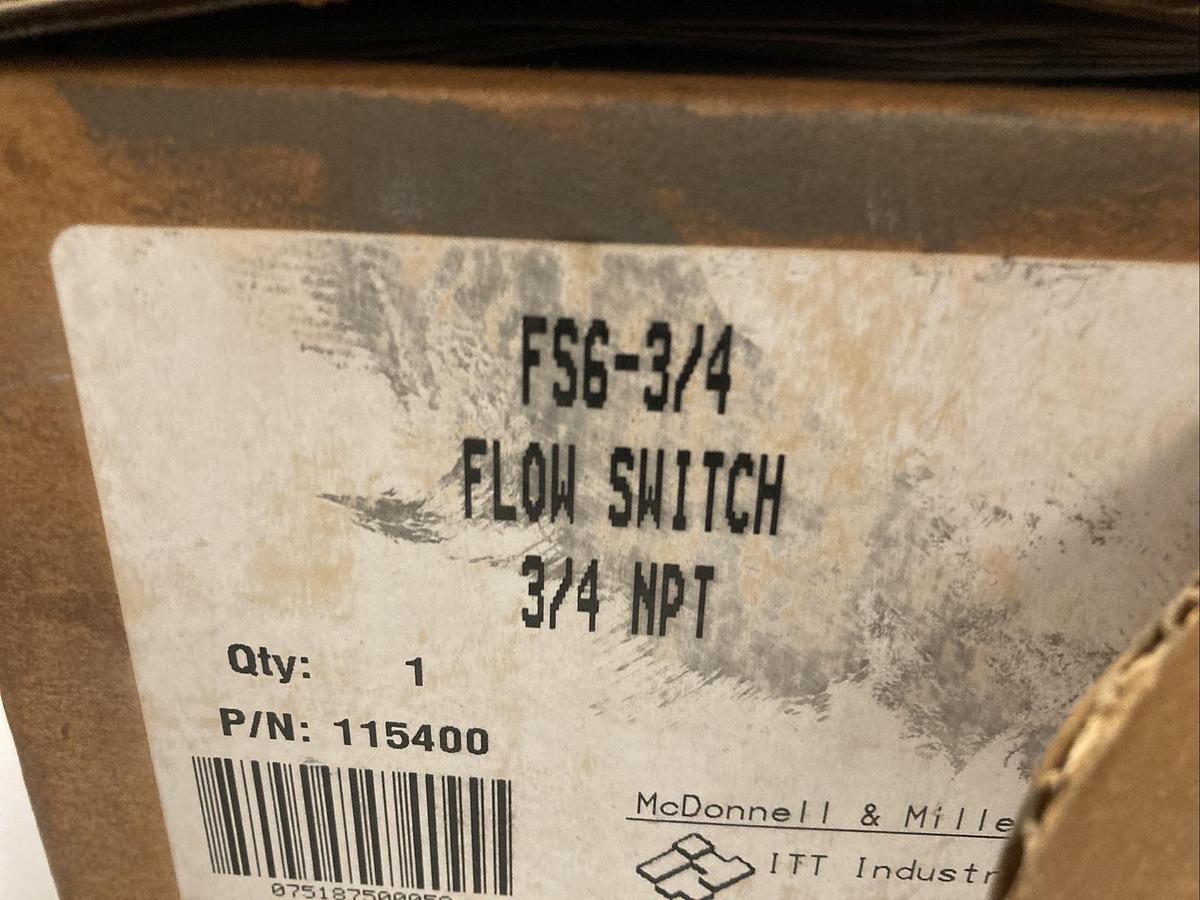 FS6-3/4
FLOW SWITCH
3/4 NPT
Qty: 1
P/N: 115400
McDonnell & Mille
ITT Industr